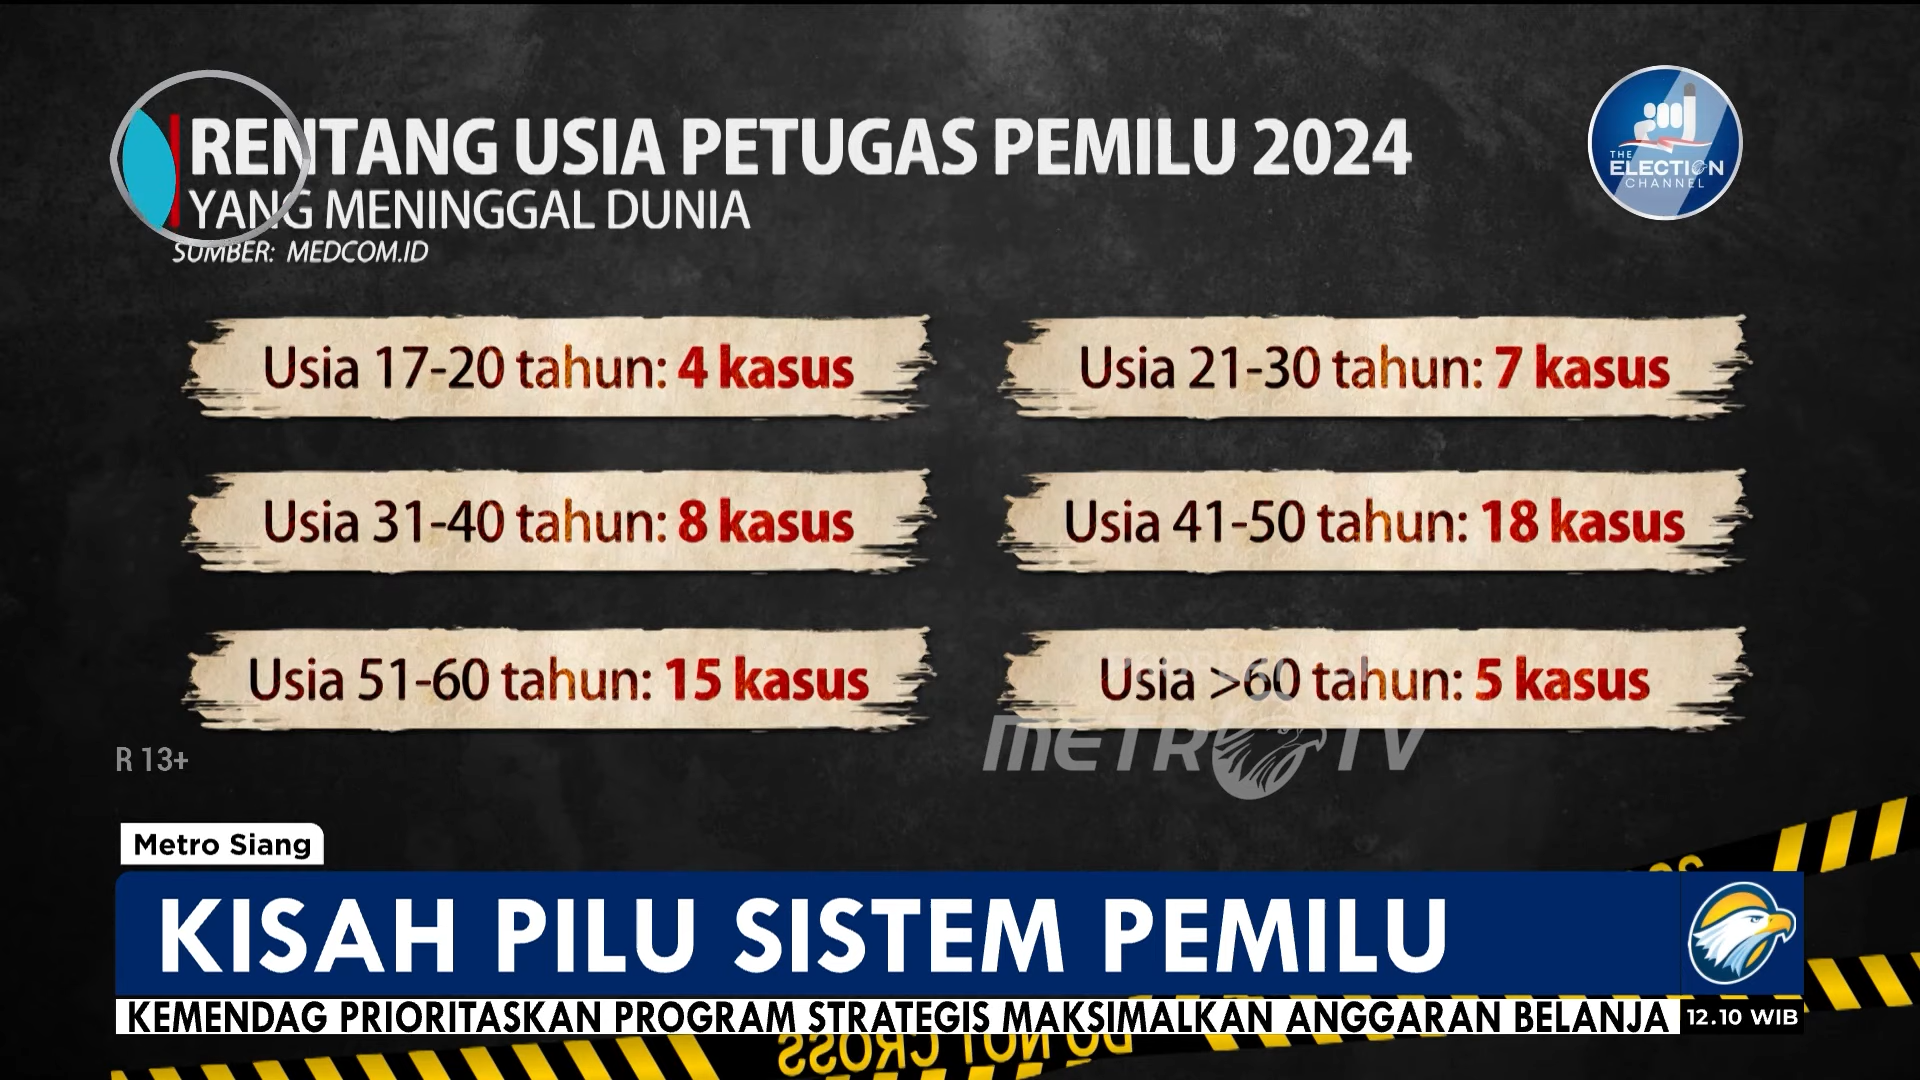 RENTANG USIA PETUGAS PEMILU 2024
YANG MENINGGAL DUNIA
SUMBER: MEDCOM.ID
THE
ELECTION
CHANNEL
Usia 17-20 tahun: 4 kasus
Usia 21-30 tahun: 7 kasus
Usia 31-40 tahun: 8 kasus
Usia 41-50 tahun: 18 kasus
Usia 51-60 tahun: 15 kasus
Usia >60 tahun: 5 kasus
METRO TV
R 13+
Metro Siang
KISAH PILU SISTEM PEMILU
KEMENDAG PRIORITASKAN PROGRAM STRATEGIS MAKSIMALKAN ANGGARAN BELANJA
12.10 WIB
DO NOT CROSS